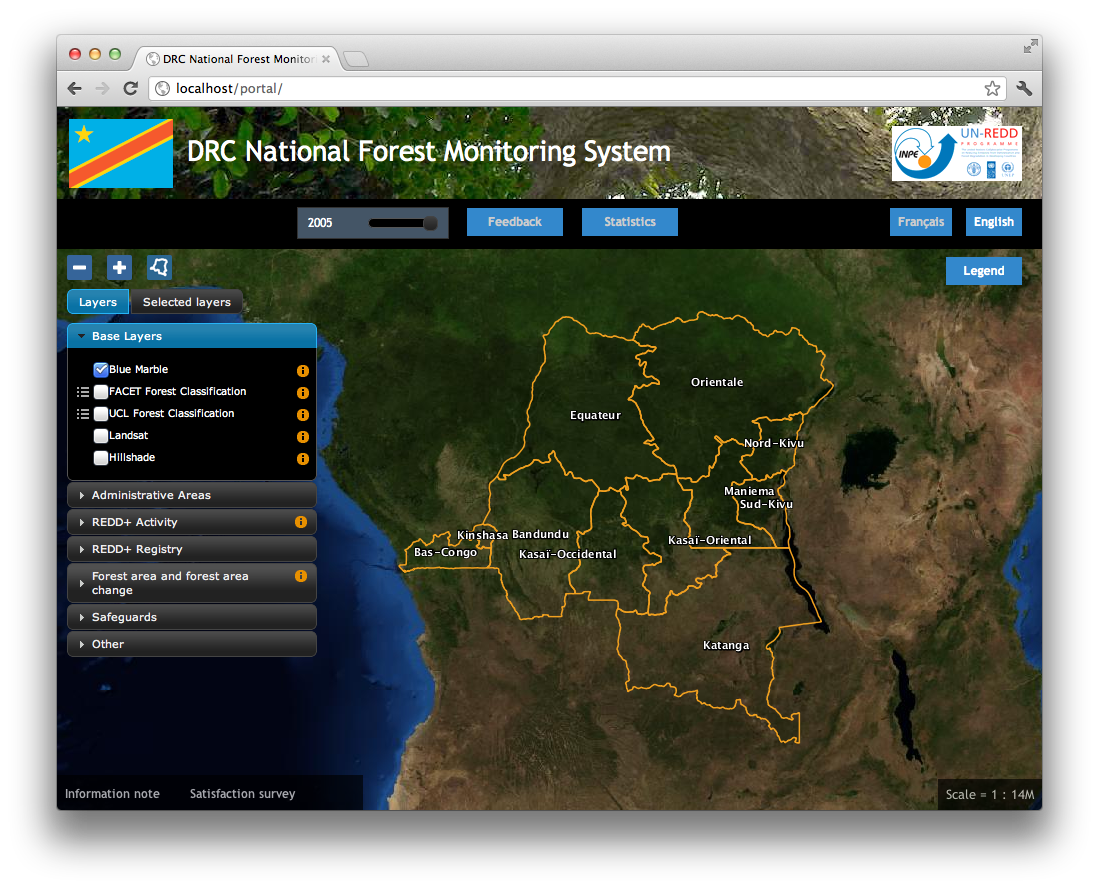 DRC National Forest Monitor
localhost/portal/
DRC National Forest Monitoring System
INPE
UN-REDD
PROGRAMME
2005
Feedback
Statistics
Français
English
Legend
Layers
Selected layers
Base Layers
Blue Marble
FACET Forest Classification
UCL Forest Classification
Landsat
Hillshade
Administrative Areas
REDD+ Activity
REDD+ Registry
Forest area and forest area
change
Safeguards
Other
Orientale
Equateur
Nord-Kivu
Maniema
Sud-Kivu
Kinshasa
Bandundu
Kasaï-Oriental
Bas-Congo
Kasaï-Occidental
Katanga
Information note
Satisfaction survey
Scale = 1 : 14M